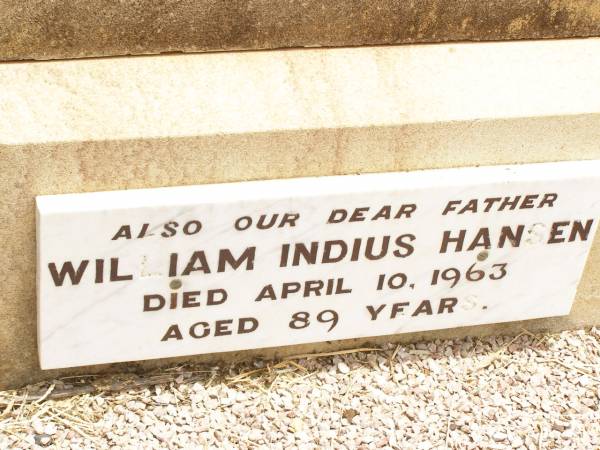 ALSO OUR DEAR FATHER
WILLIAM INDIUS HANSEN
DIED APRIL 10, 1963
AGED 89 YEARS.